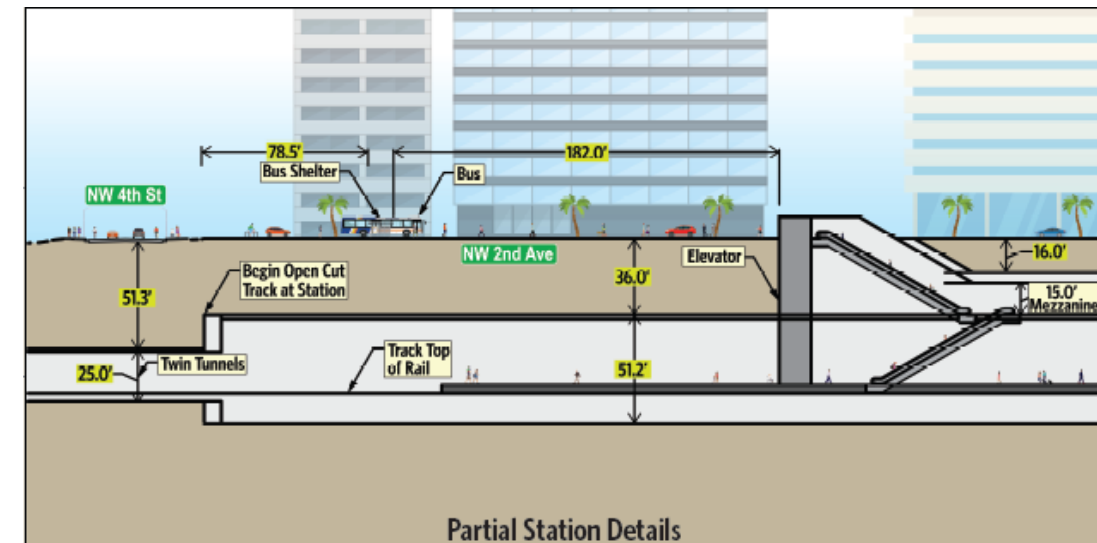 78.5'
182.0'
Bus Shelter
Bus
NW 4th St
NW 2nd Ave
Elevator
16.0'
Begin Open Cut
Track at Station
36.0'
51.3'
15.0'
Mezzanine
Twin Tunnels
25.0'
Track Top
of Rail
51.2'
Partial Station Details